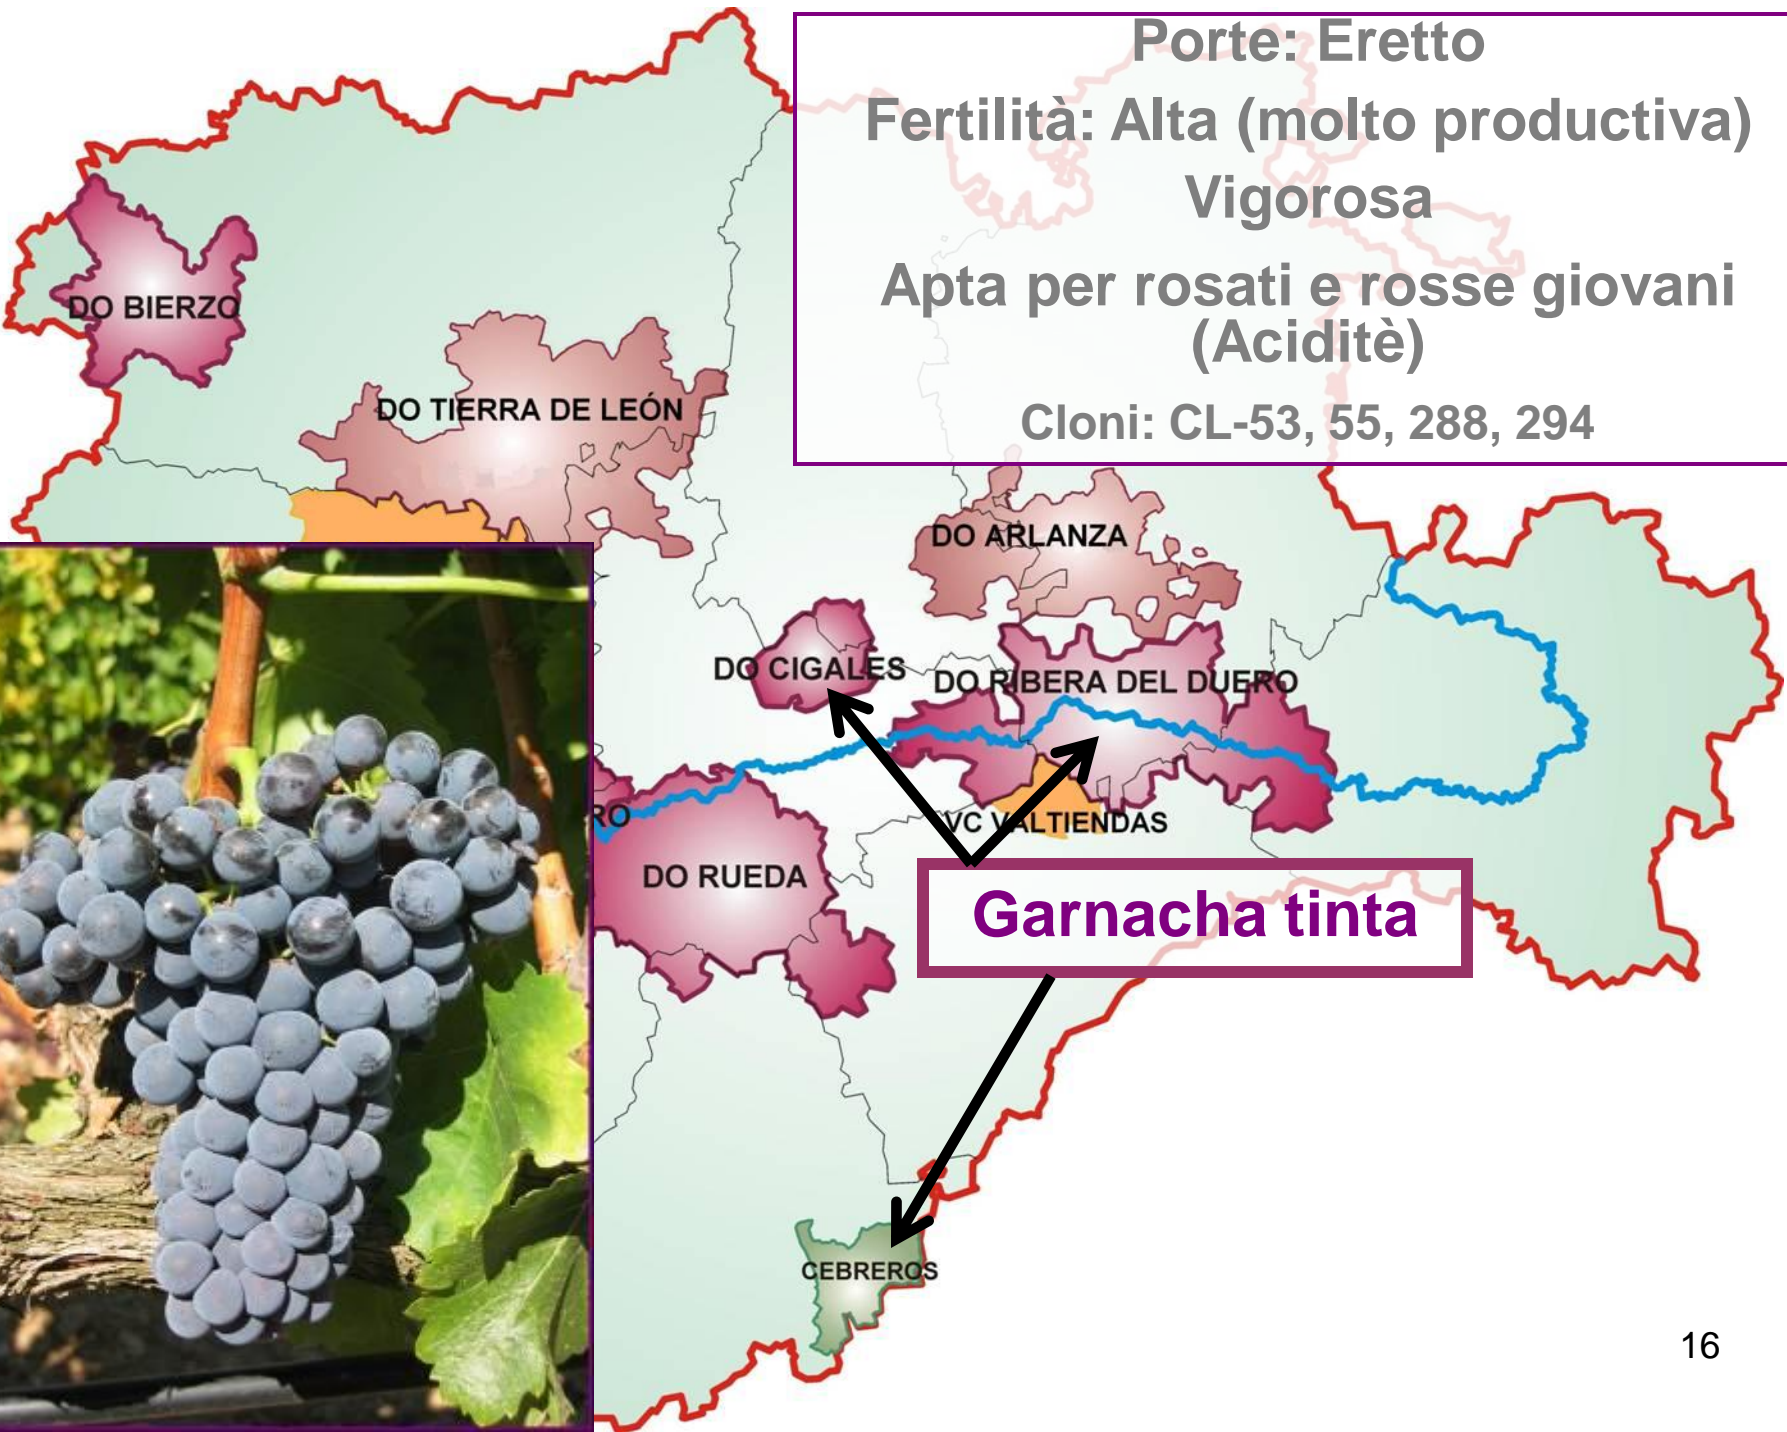 Porte: Eretto
Fertilità: Alta (molto productiva)
Vigorosa
Apta per rosati e rosse giovani
(Aciditè)
Cloni: CL-53, 55, 288, 294
DO BIERZO
DO TIERRA DE LEÓN
DO ARLANZA
DO CIGALES
DO RIBERA DEL DUERO
RO
VC VALTIENDAS
DO RUEDA
Garnacha tinta
CEBREROS
16